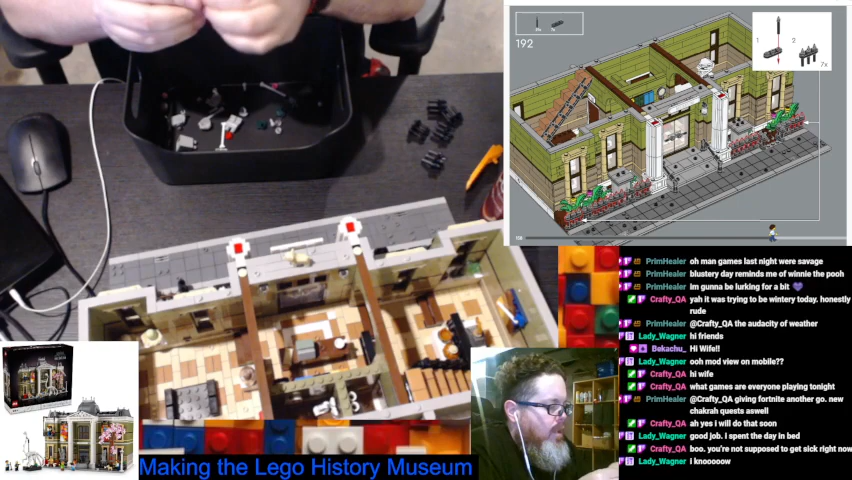 192
1
2
7x
PrimHealer oh man games last night were savage
PrimHealer blustery day reminds me of winnie the pooh
PrimHealer im gunna be lurking for a bit 💜
Crafty_QA yah it was trying to be wintery today. honestly
rude
PrimHealer @Crafty_QA the audacity of weather
Lady_Wagner hi friends
Bekachu_ Hi Wife!!
Lady_Wagner ooh mod view on mobile??
Crafty_QA hi wife
Crafty_QA what games are everyone playing tonight
PrimHealer @Crafty_QA giving fortnite another go. new
chakrah quests aswell
Crafty_QA ah yes i will do that soon
Lady_Wagner good job. i spent the day in bed
Crafty_QA boo. you're not supposed to get sick right now
Lady_Wagner i knooooow
Making the Lego History Museum